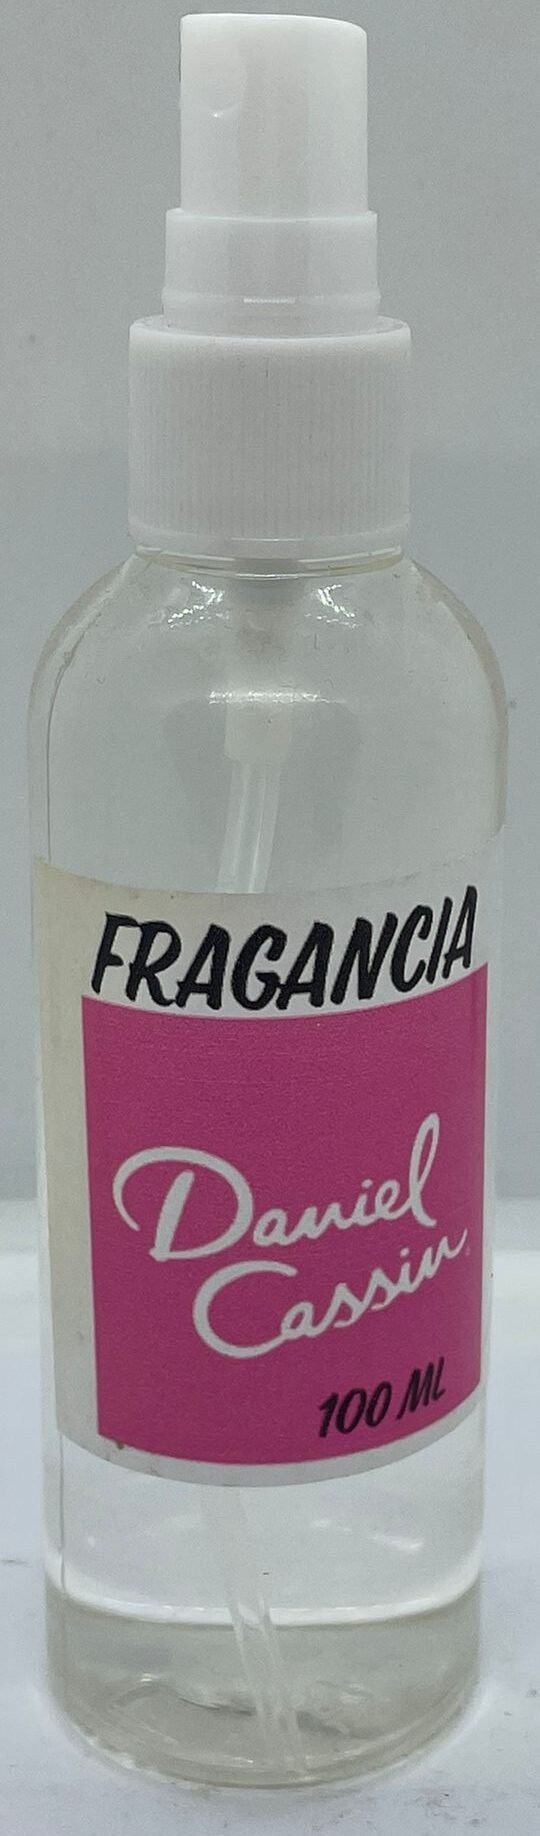 FRAGANCIA
Daniel
Cassin
100 ML